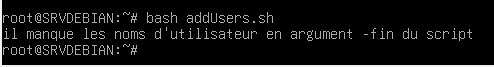 root@SRVDEBIAN:~# bash addUsers.sh
il manque les noms d'utilisateur en argument -fin du script
root@SRVDEBIAN:~#